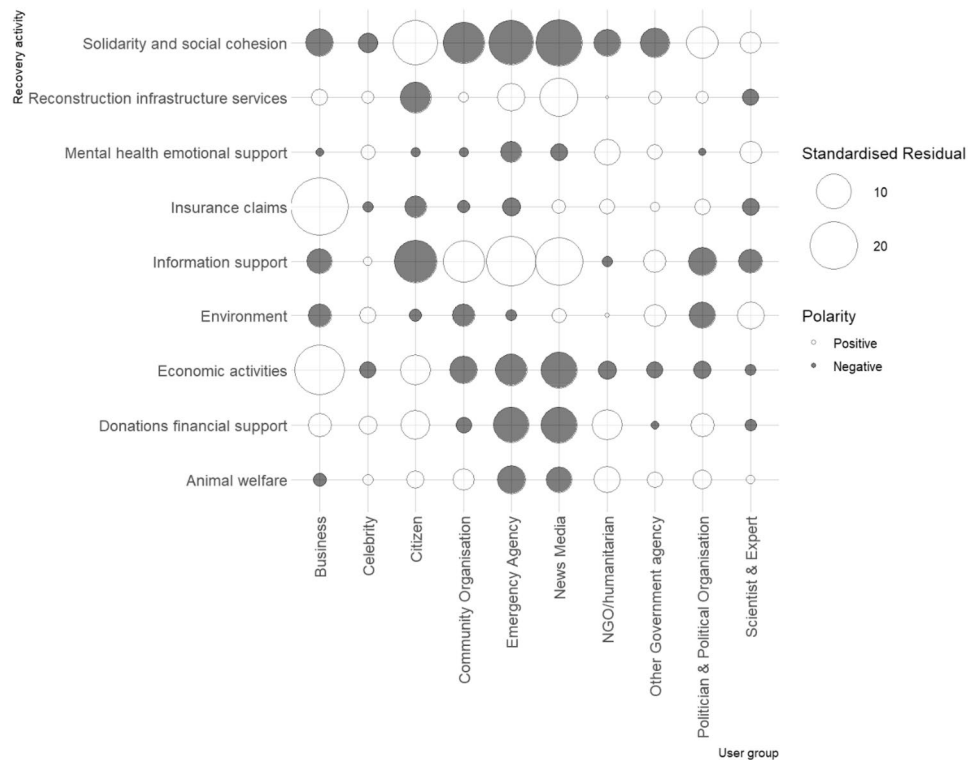 Recovery activity
Solidarity and social cohesion
Reconstruction infrastructure services
Mental health emotional support
Insurance claims
Information support
Environment
Economic activities
Donations financial support
Animal welfare
Business
Celebrity
Citizen
Community Organisation
Emergency Agency
News Media
NGO/humanitarian
Other Government agency
Politician & Political Organisation
Scientist & Expert
User group
Standardised Residual
10
20
Polarity
Positive
Negative